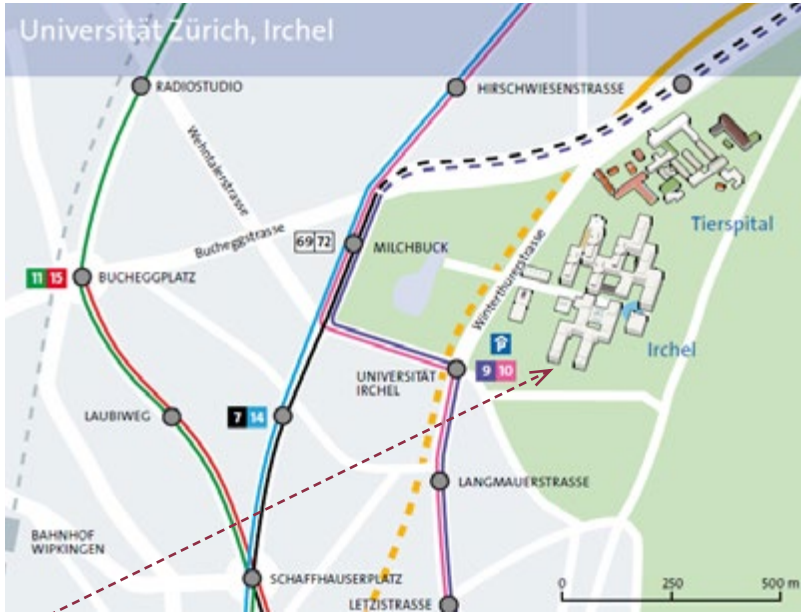 Universität Zürich, Irchel
RADIOSTUDIO
HIRSCHWIESENSTRASSE
Wehntalerstrasse
Bucheggstrasse
69 72
MILCHBUCK
Tierspital
11 15
BUCHEGGPLATZ
Winterthurerstrasse
P
Irchel
UNIVERSITÄT
IRCHEL
9 10
LAUBIWEG
7 14
LANGMAUERSTRASSE
BAHNHOF
WIPKINGEN
SCHAFFHAUSERPLATZ
LETZISTRASSE
0 250 500 m